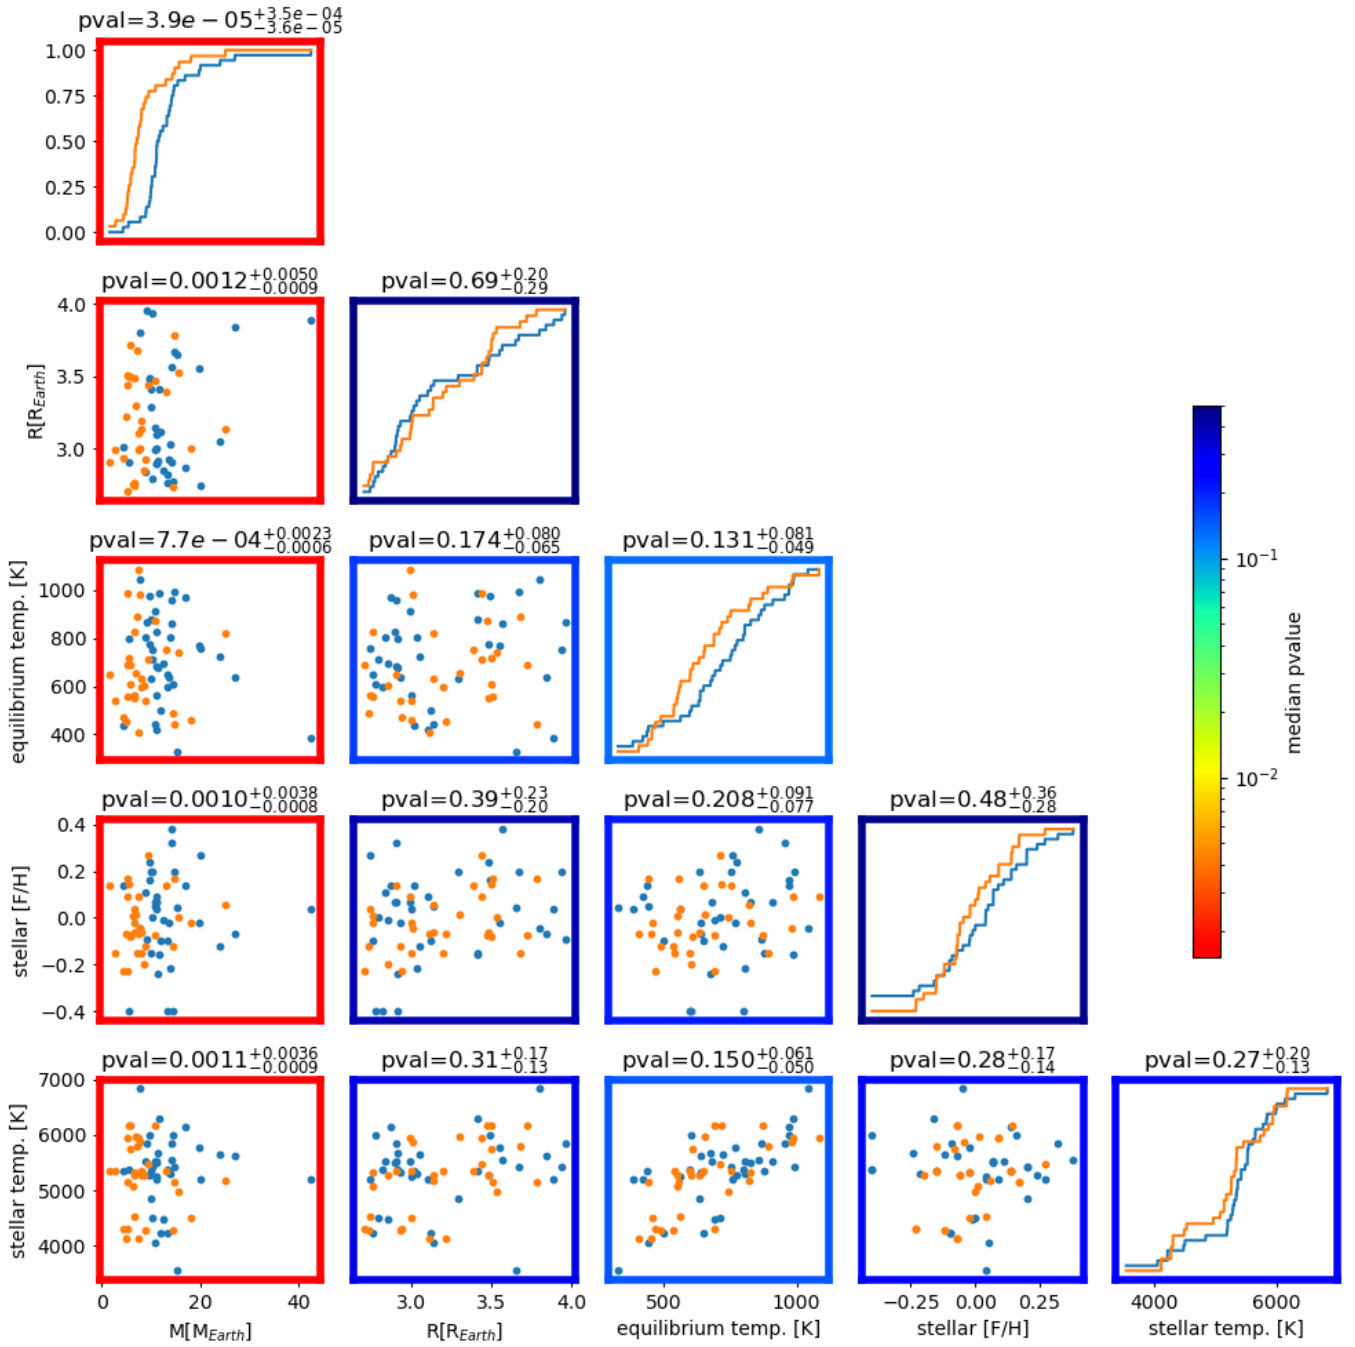 pval=3.9e − 05+3.5e−04−3.6e−05
1.00
0.75
0.50
0.25
0.00
pval=0.0012+0.0050−0.0009
pval=0.69+0.20−0.29
4.0
3.5
3.0
R[REarth]
pval=7.7e − 04+0.0023−0.0006
pval=0.174+0.080−0.065
pval=0.131+0.081−0.049
1000
800
600
400
equilibrium temp. [K]
pval=0.0010+0.0038−0.0008
pval=0.39+0.23−0.20
pval=0.208+0.091−0.077
pval=0.48+0.36−0.28
0.4
0.2
0.0
−0.2
−0.4
stellar [F/H]
pval=0.0011+0.0036−0.0009
pval=0.31+0.17−0.13
pval=0.150+0.061−0.050
pval=0.28+0.17−0.14
pval=0.27+0.20−0.13
7000
6000
5000
4000
stellar temp. [K]
0 20 40
M[MEarth]
3.0 3.5 4.0
R[REarth]
500 1000
equilibrium temp. [K]
−0.25 0.00 0.25
stellar [F/H]
4000 6000
stellar temp. [K]
10−1
10−2
median pvalue